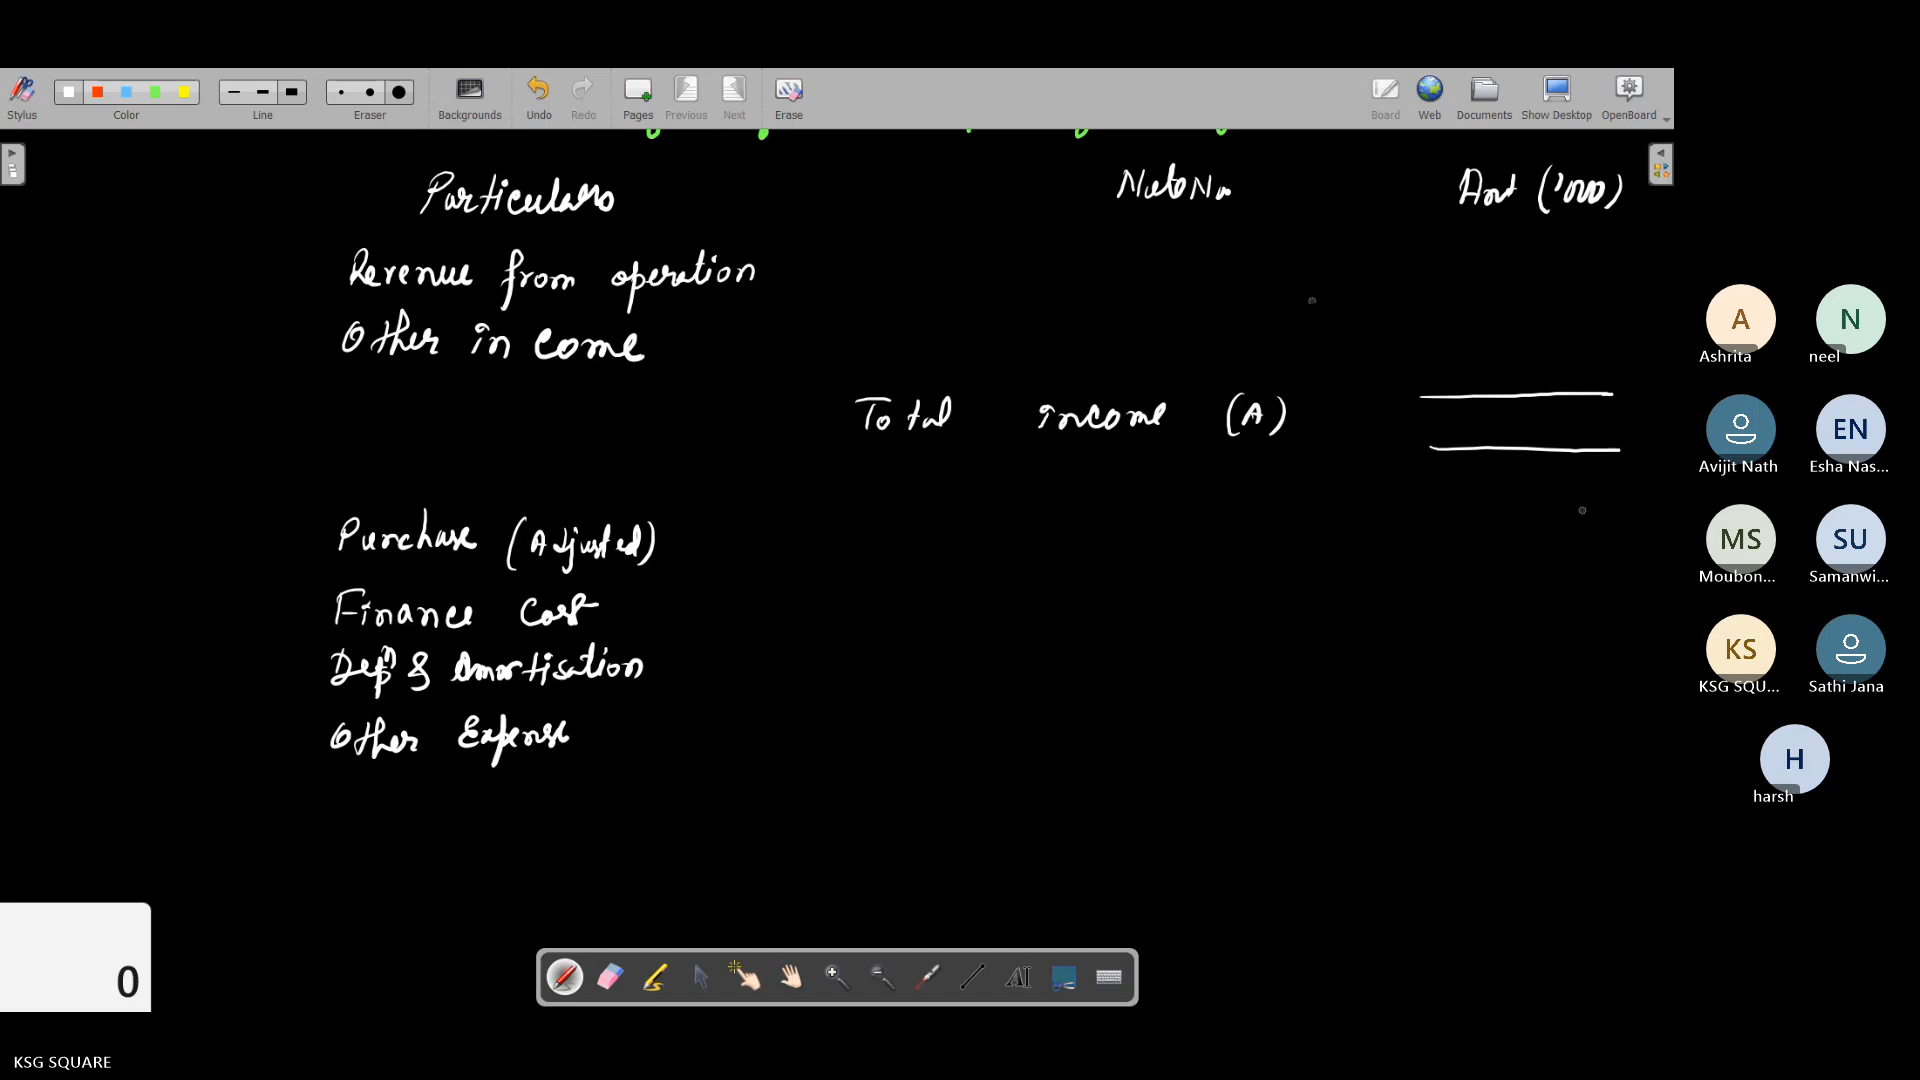 Stylus
Color
Line
Eraser
Backgrounds
Undo
Redo
Pages
Previous
Next
Erase
Board
Web
Documents
Show Desktop
OpenBoard
Particulars Note No Amt ('000)
Revenue from operation
Other income
Total income (A)
Purchase (Adjusted)
Finance Cost
Depn & Amortisation
Other Expense
A
Ashrita
N
neel
Avijit Nath
EN
Esha Nas...
MS
Moubon...
SU
Samanwi...
KS
KSG SQU...
Sathi Jana
H
harsh
0
AI
KSG SQUARE